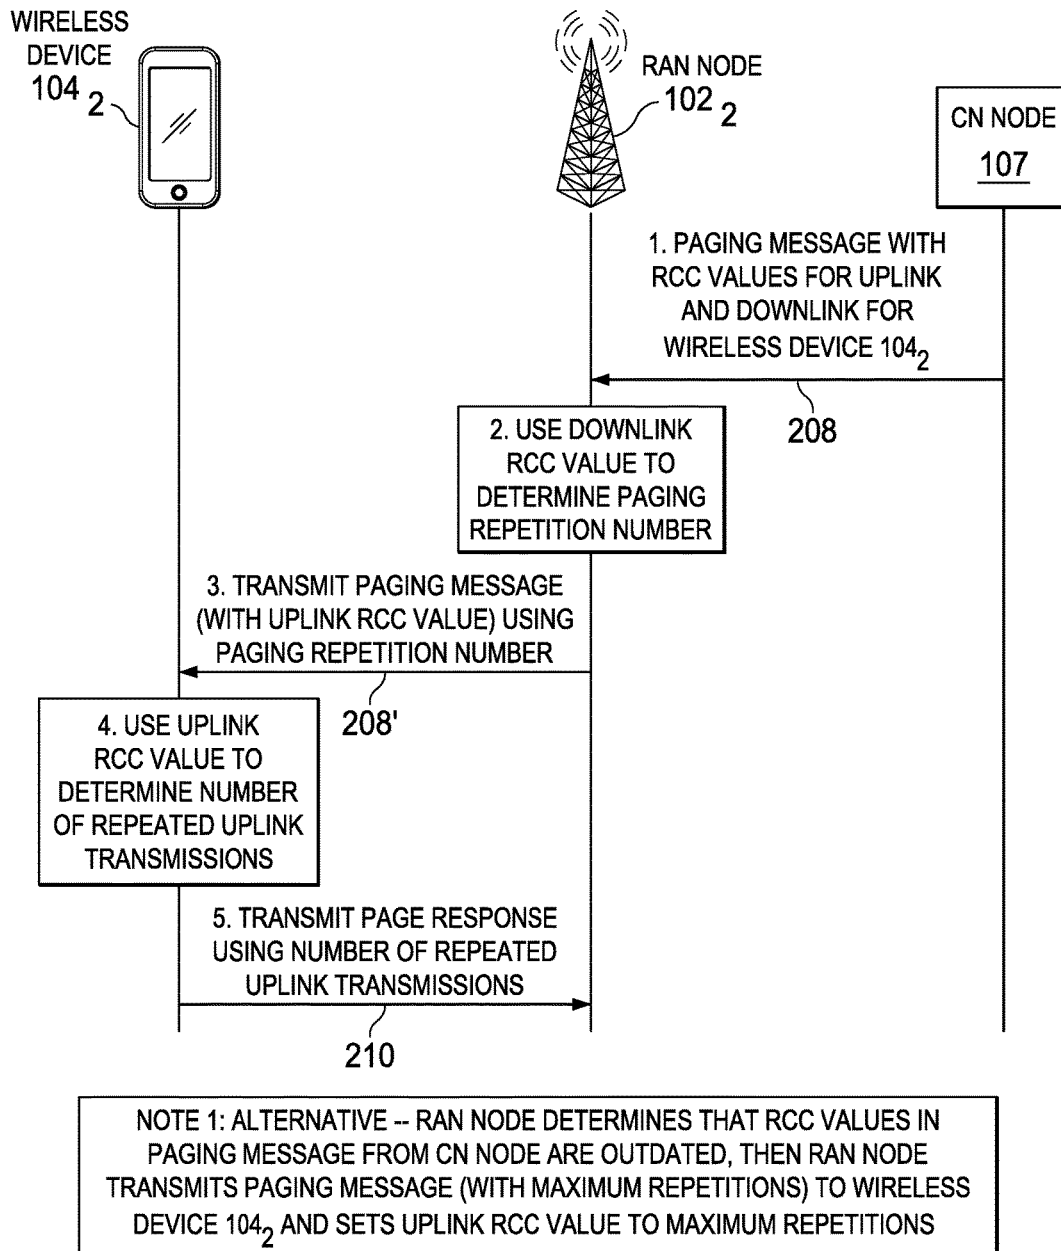 WIRELESS
DEVICE
104 2
RAN NODE
102 2
CN NODE
107
1. PAGING MESSAGE WITH
RCC VALUES FOR UPLINK
AND DOWNLINK FOR
WIRELESS DEVICE 104₂
208
2. USE DOWNLINK
RCC VALUE TO
DETERMINE PAGING
REPETITION NUMBER
3. TRANSMIT PAGING MESSAGE
(WITH UPLINK RCC VALUE) USING
PAGING REPETITION NUMBER
208'
4. USE UPLINK
RCC VALUE TO
DETERMINE NUMBER
OF REPEATED UPLINK
TRANSMISSIONS
5. TRANSMIT PAGE RESPONSE
USING NUMBER OF REPEATED
UPLINK TRANSMISSIONS
210
NOTE 1: ALTERNATIVE -- RAN NODE DETERMINES THAT RCC VALUES IN
PAGING MESSAGE FROM CN NODE ARE OUTDATED, THEN RAN NODE
TRANSMITS PAGING MESSAGE (WITH MAXIMUM REPETITIONS) TO WIRELESS
DEVICE 104₂ AND SETS UPLINK RCC VALUE TO MAXIMUM REPETITIONS